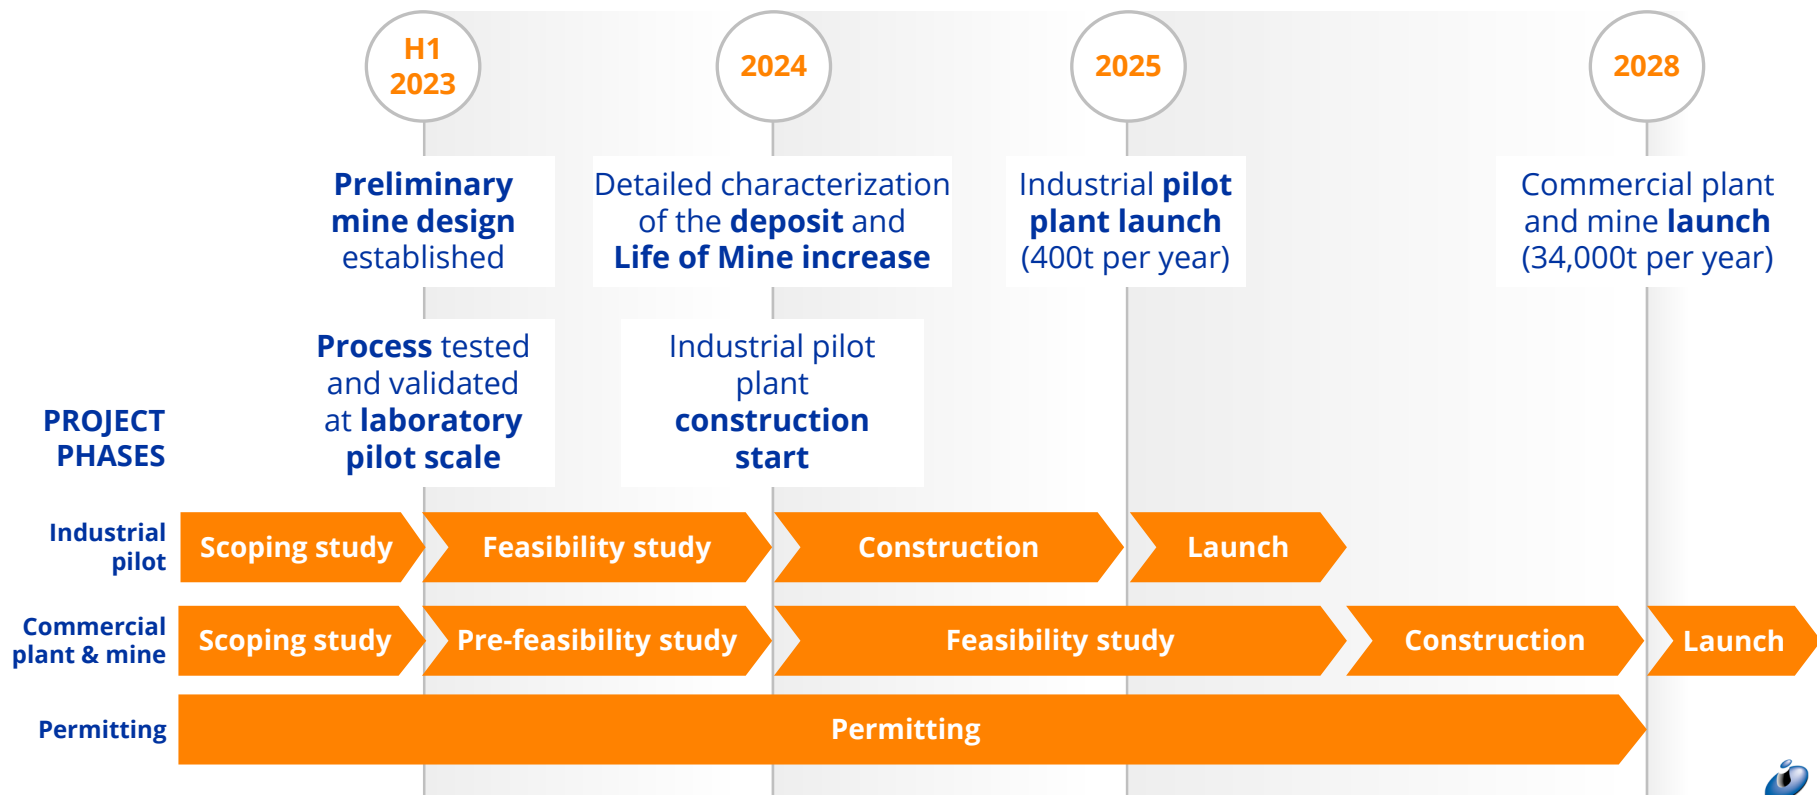 H1
2023
2024
2025
2028
Preliminary
mine design
established
Detailed characterization
of the deposit and
Life of Mine increase
Industrial pilot
plant launch
(400t per year)
Commercial plant
and mine launch
(34,000t per year)
Process tested
and validated
at laboratory
pilot scale
Industrial pilot
plant
construction
start
PROJECT
PHASES
Industrial
pilot
Scoping study
Feasibility study
Construction
Launch
Commercial
plant & mine
Scoping study
Pre-feasibility study
Feasibility study
Construction
Launch
Permitting
Permitting